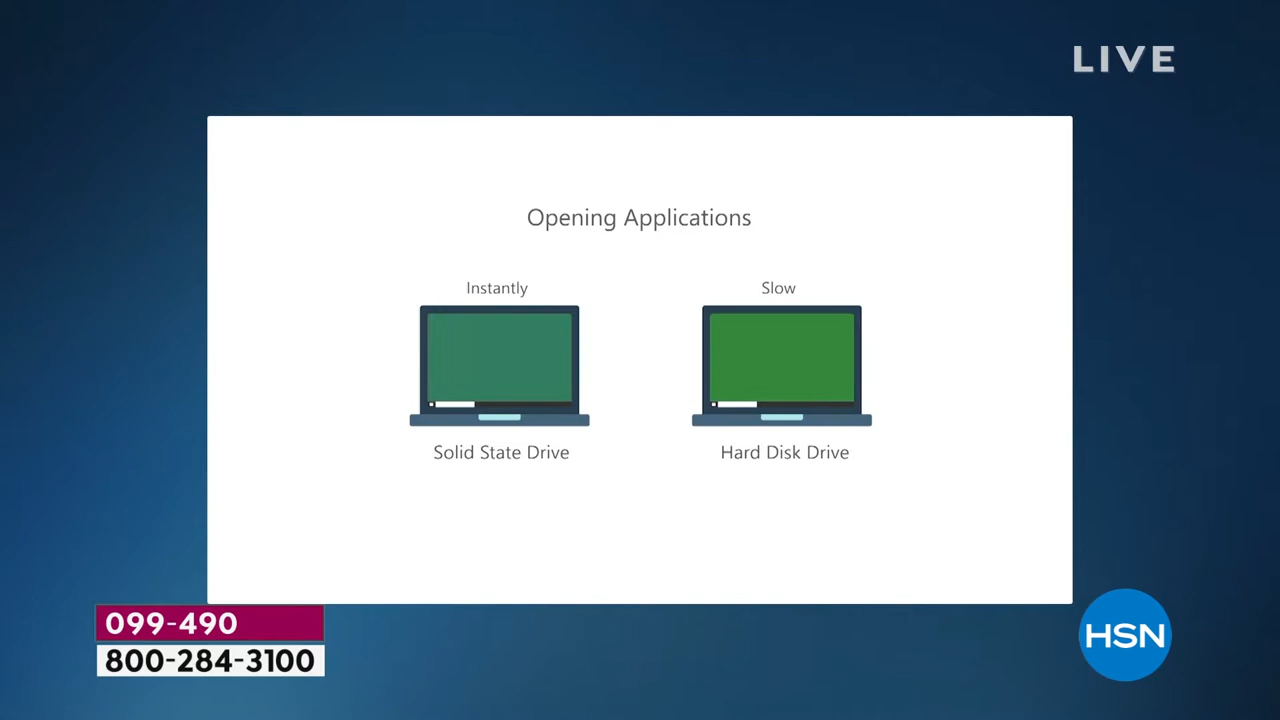 LIVE
Opening Applications
Instantly
Slow
Solid State Drive
Hard Disk Drive
099-490
800-284-3100
HSN